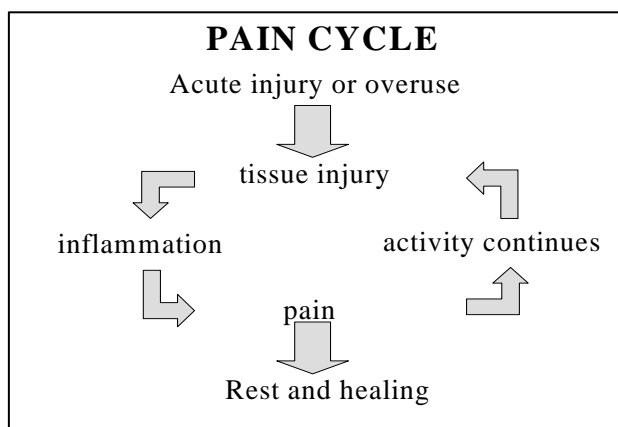 PAIN CYCLE
Acute injury or overuse
tissue injury
inflammation
activity continues
pain
Rest and healing